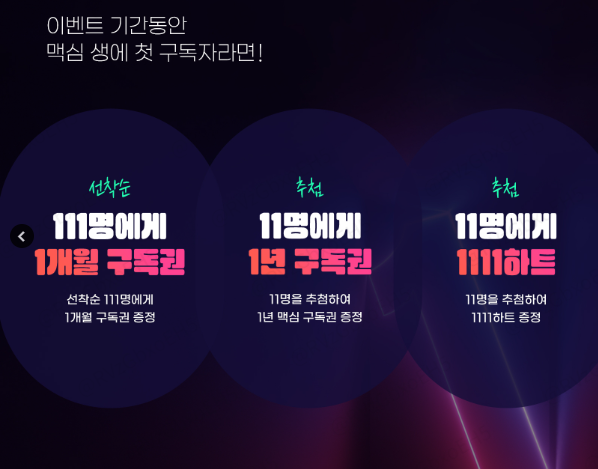 이벤트 기간동안
맥심 생에 첫 구독자라면!
선착순
111명에게
1개월 구독권
선착순 111명에게
1개월 구독권 증정
추첨
11명에게
1년 구독권
11명을 추첨하여
1년 맥심 구독권 증정
추첨
11명에게
1111하트
11명을 추첨하여
1111하트 증정